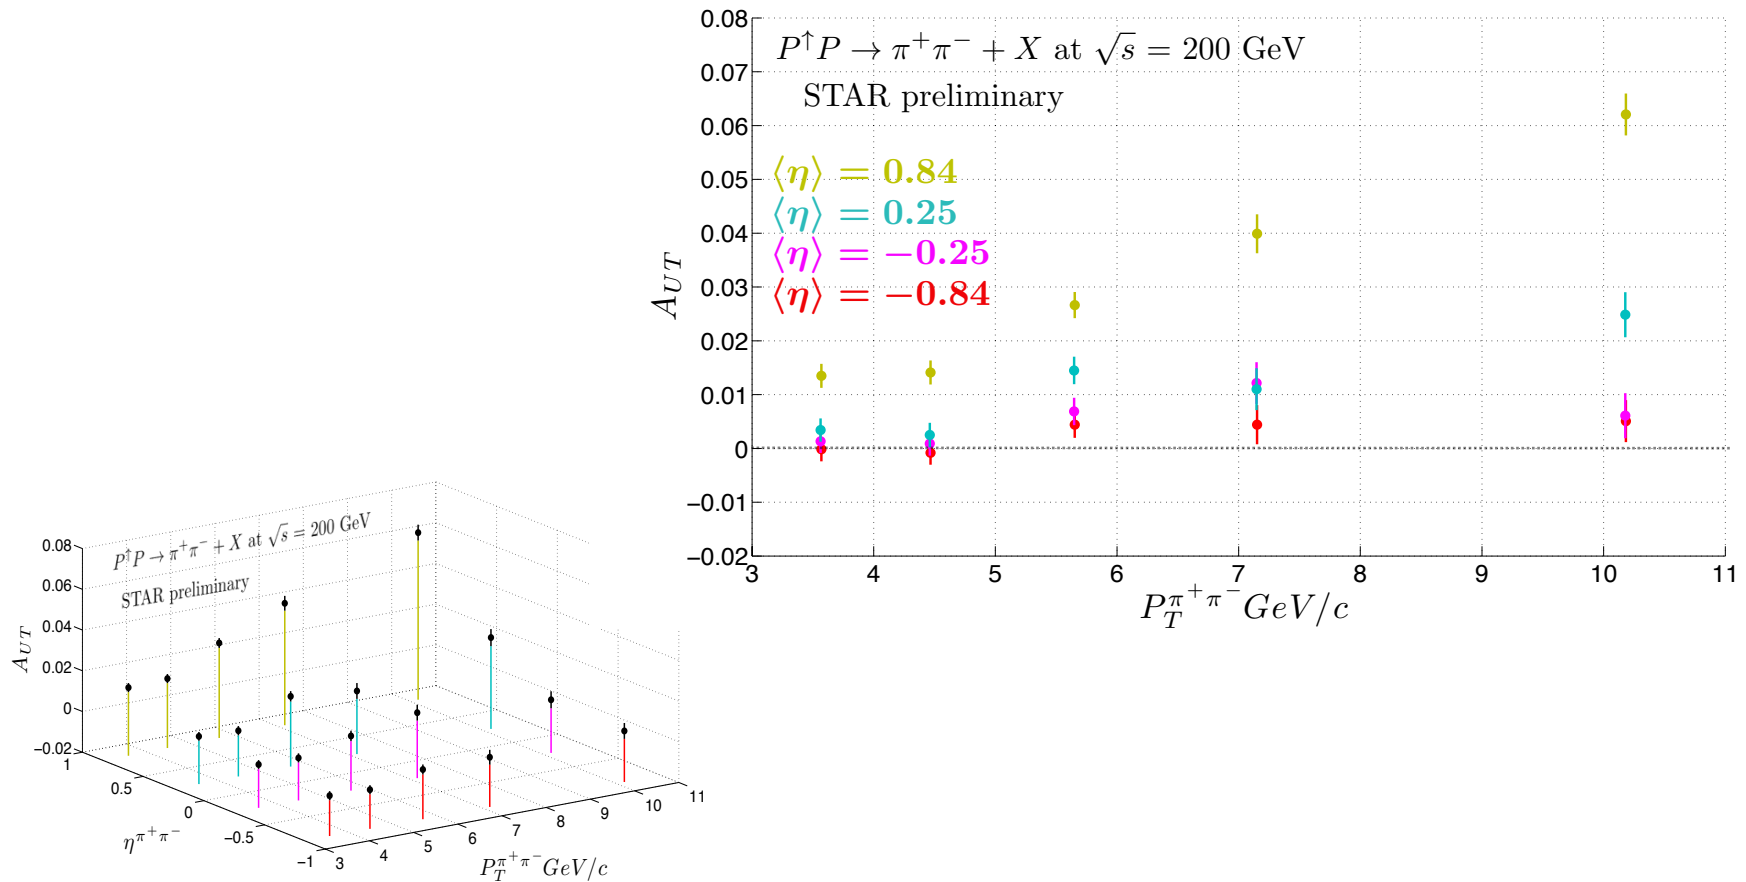 P↑P → π⁺π⁻ + X at √s = 200 GeV
STAR preliminary
⟨η⟩ = 0.84
⟨η⟩ = 0.25
⟨η⟩ = −0.25
⟨η⟩ = −0.84
A_{UT}
0.08
0.07
0.06
0.05
0.04
0.03
0.02
0.01
0
−0.01
−0.02
3 4 5 6 7 8 9 10 11
P_T^{π⁺π⁻} GeV/c
P↑P → π⁺π⁻ + X at √s = 200 GeV
STAR preliminary
A_{UT}
0.08
0.06
0.04
0.02
0
−0.02
1
0.5
0
−0.5
−1
η^{π⁺π⁻}
3 4 5 6 7 8 9 10 11
P_T^{π⁺π⁻} GeV/c